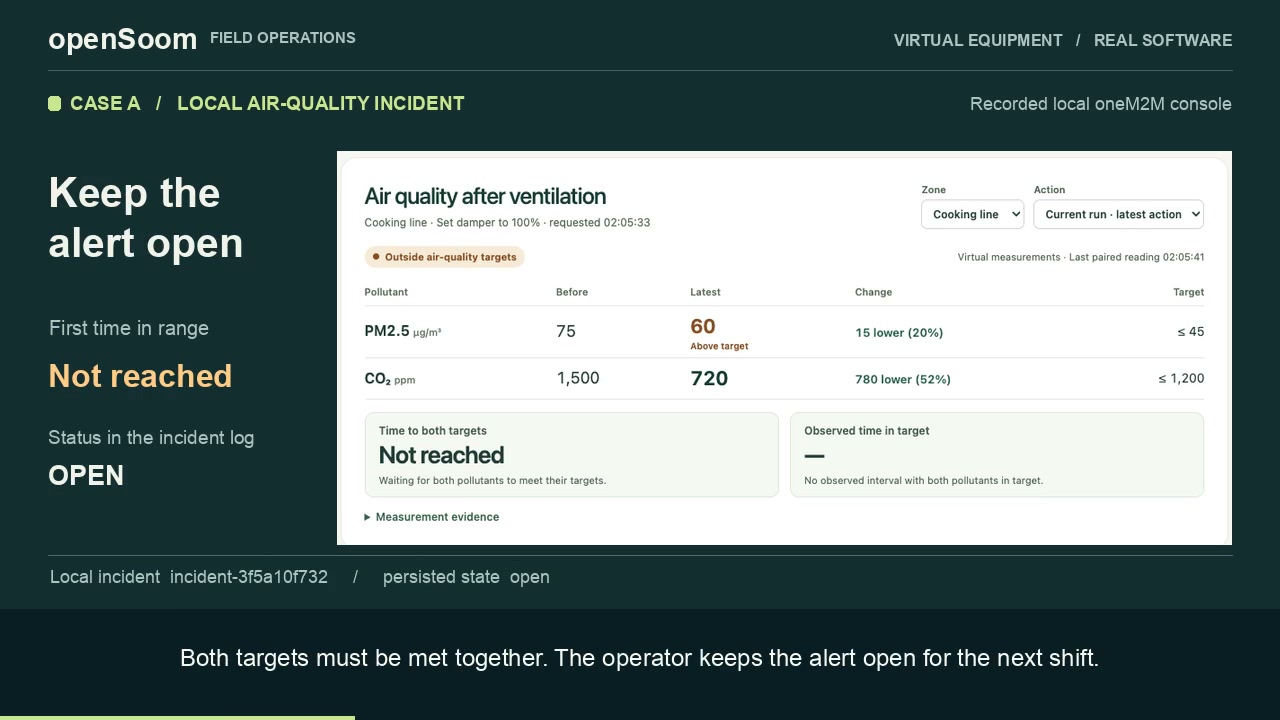 openSoom FIELD OPERATIONS
VIRTUAL EQUIPMENT / REAL SOFTWARE
CASE A / LOCAL AIR-QUALITY INCIDENT
Recorded local oneM2M console
Keep the
alert open
First time in range
Not reached
Status in the incident log
OPEN
Air quality after ventilation
Cooking line · Set damper to 100% · requested 02:05:33
Zone
Cooking line
Action
Current run · latest action
Outside air-quality targets
Virtual measurements · Last paired reading 02:05:41
Pollutant Before Latest Change Target
PM2.5 µg/m³ 75 60 15 lower (20%) ≤ 45
Above target
CO₂ ppm 1,500 720 780 lower (52%) ≤ 1,200
Time to both targets
Not reached
Waiting for both pollutants to meet their targets.
Observed time in target
—
No observed interval with both pollutants in target.
Measurement evidence
Local incident incident-3f5a10f732 / persisted state open
Both targets must be met together. The operator keeps the alert open for the next shift.